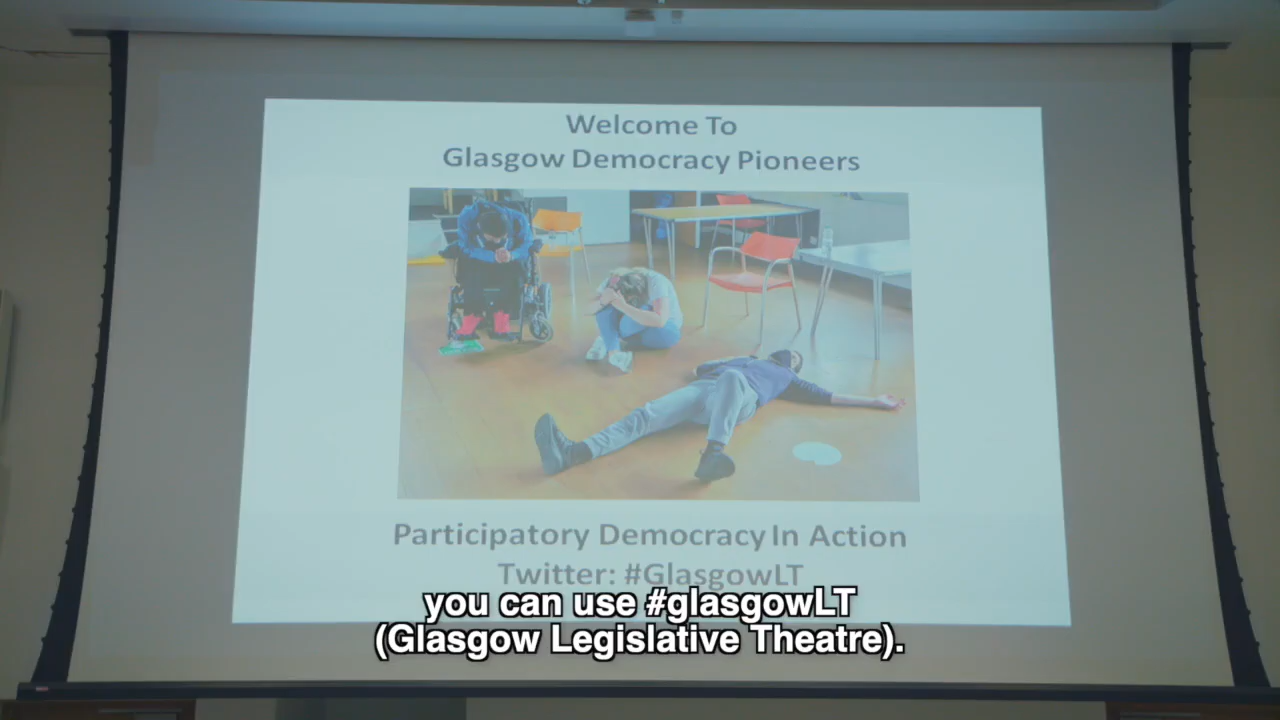 Welcome To
Glasgow Democracy Pioneers
Participatory Democracy In Action
Twitter: #GlasgowLT
you can use #glasgowLT
(Glasgow Legislative Theatre).